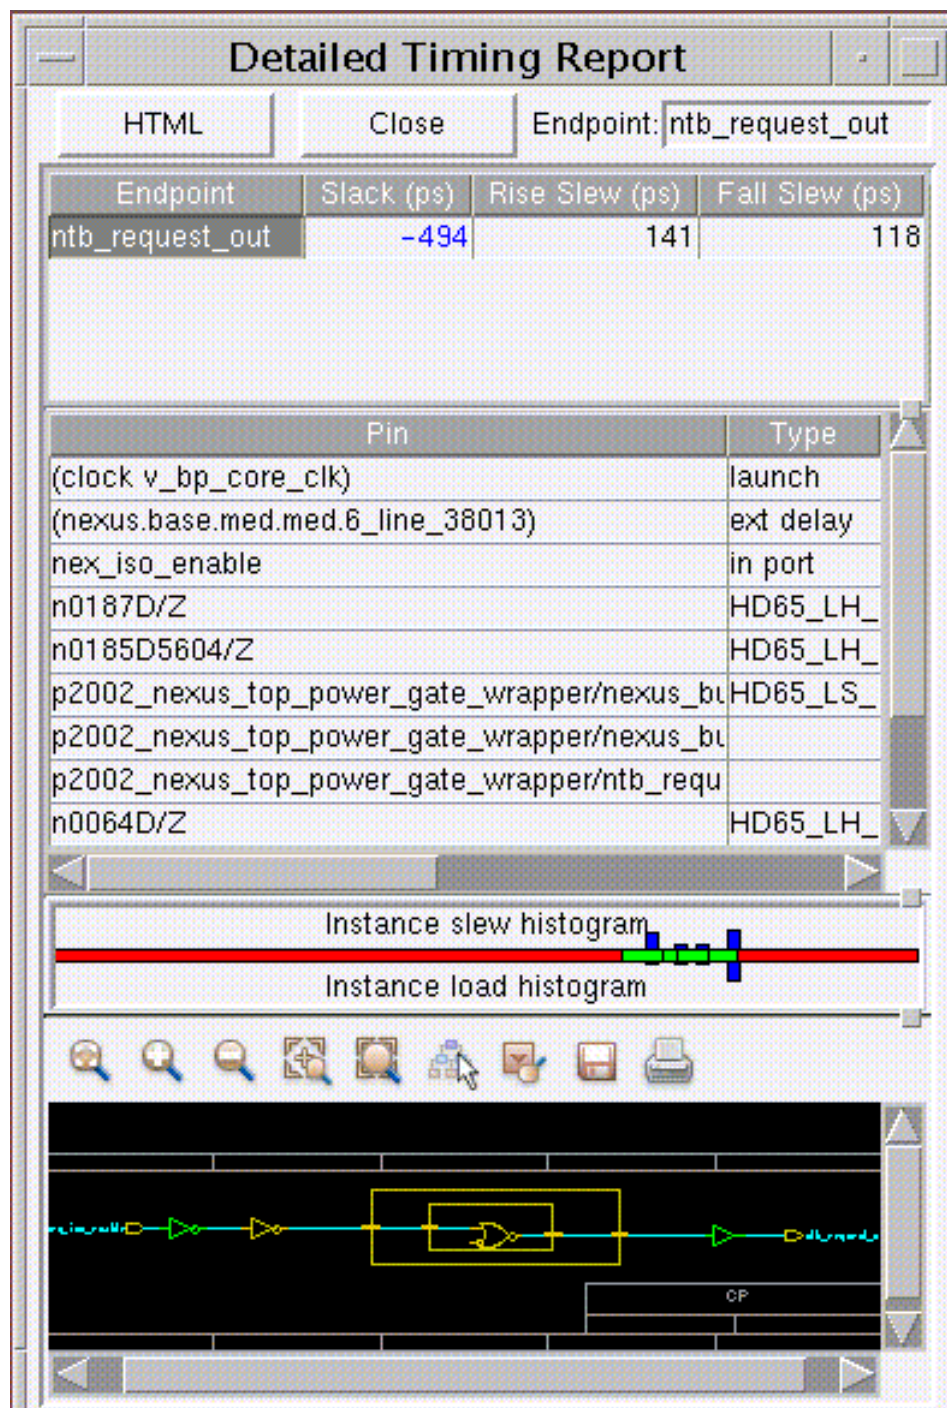 Detailed Timing Report
HTML Close Endpoint: ntb_request_out
Endpoint Slack (ps) Rise Slew (ps) Fall Slew (ps)
ntb_request_out -494 141 118
Pin Type
(clock v_bp_core_clk) launch
(nexus.base.med.med.6_line_38013) ext delay
nex_iso_enable in port
n0187D/Z HD65_LH_
n0185D5604/Z HD65_LH_
p2002_nexus_top_power_gate_wrapper/nexus_bu HD65_LS_
p2002_nexus_top_power_gate_wrapper/nexus_bu
p2002_nexus_top_power_gate_wrapper/ntb_requ
n0064D/Z HD65_LH_
Instance slew histogram
Instance load histogram
CP